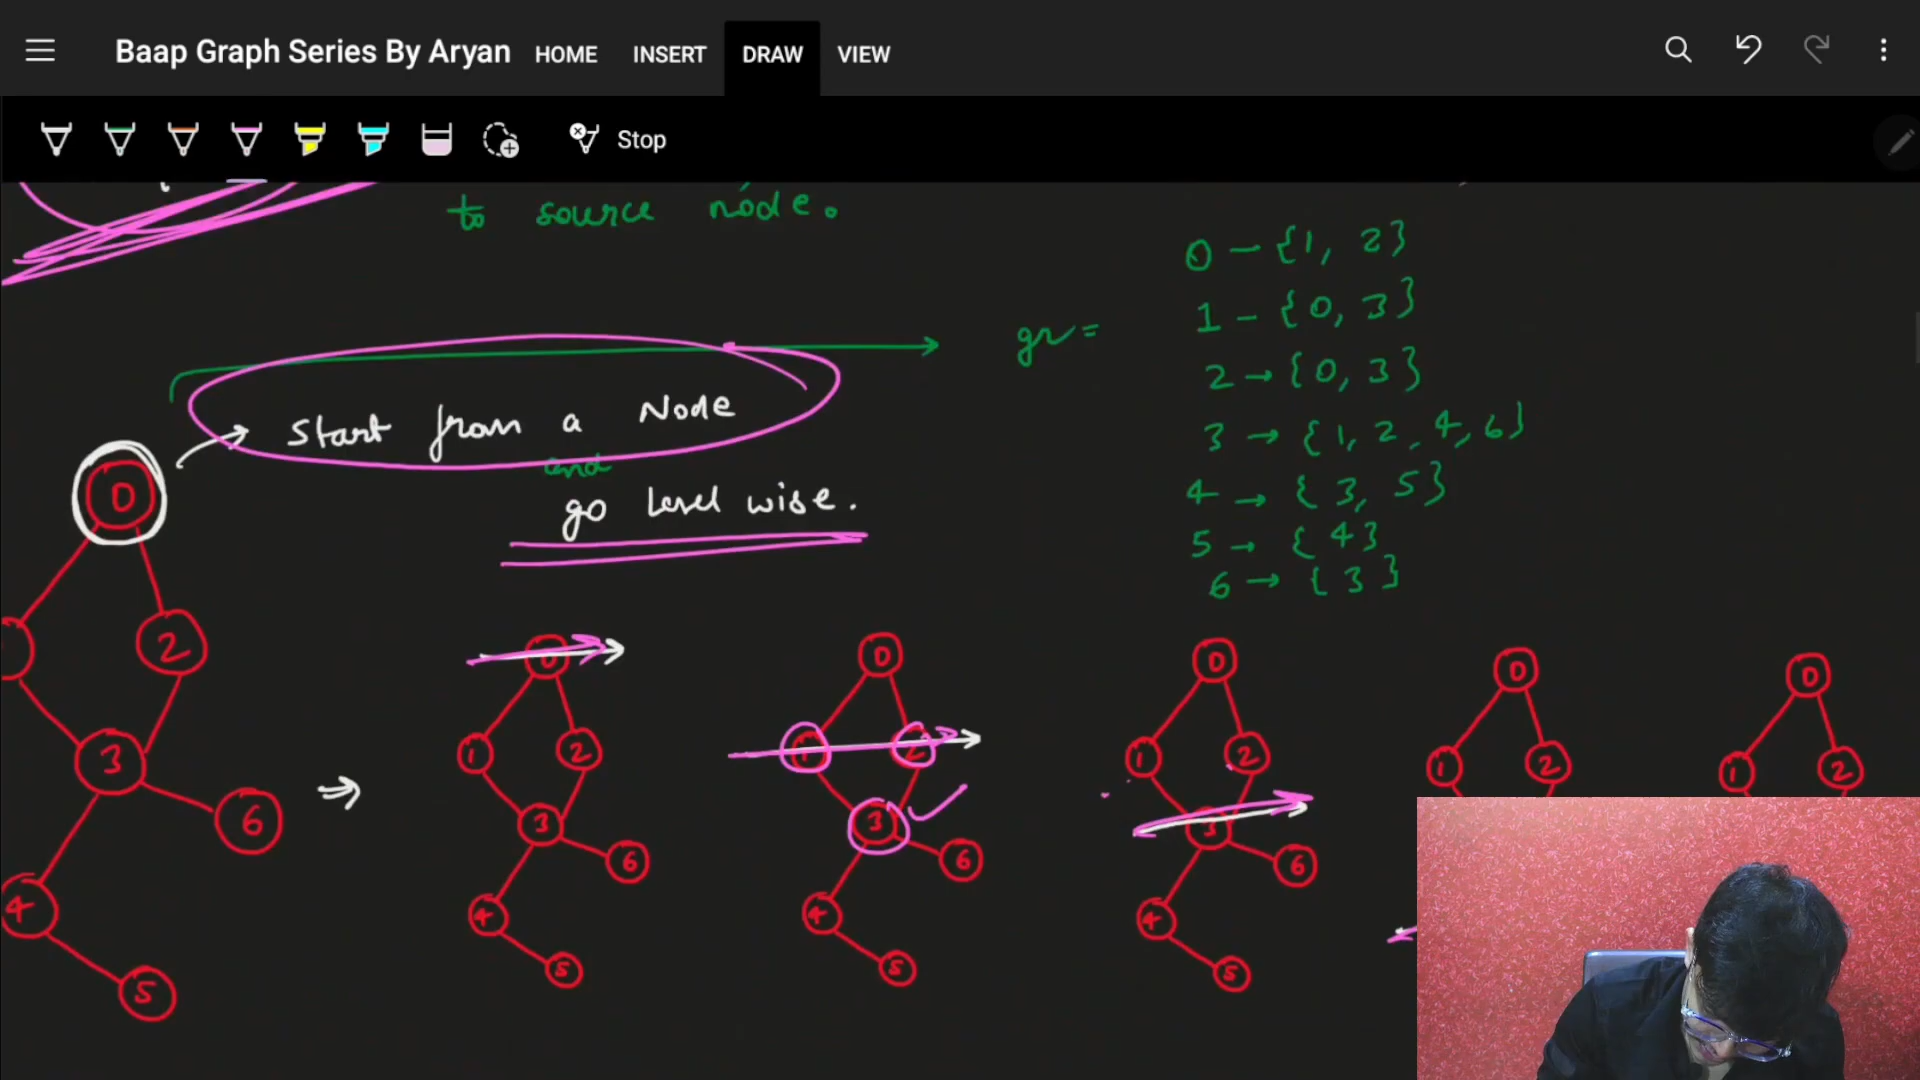 Baap Graph Series By Aryan HOME INSERT DRAW VIEW
Stop
to source node.
0 - {1, 2}
1 - {0, 3}
2 → {0, 3}
3 → {1, 2, 4, 6}
4 → {3, 5}
5 → {4}
6 → {3}
gr =
Start from a Node
and
go level wise.
0
2
3
6
4
5
0
1 2
3
6
4
5
0
1 2
3
6
4
5
0
1 2
3
6
4
5
0
1 2
0
1 2